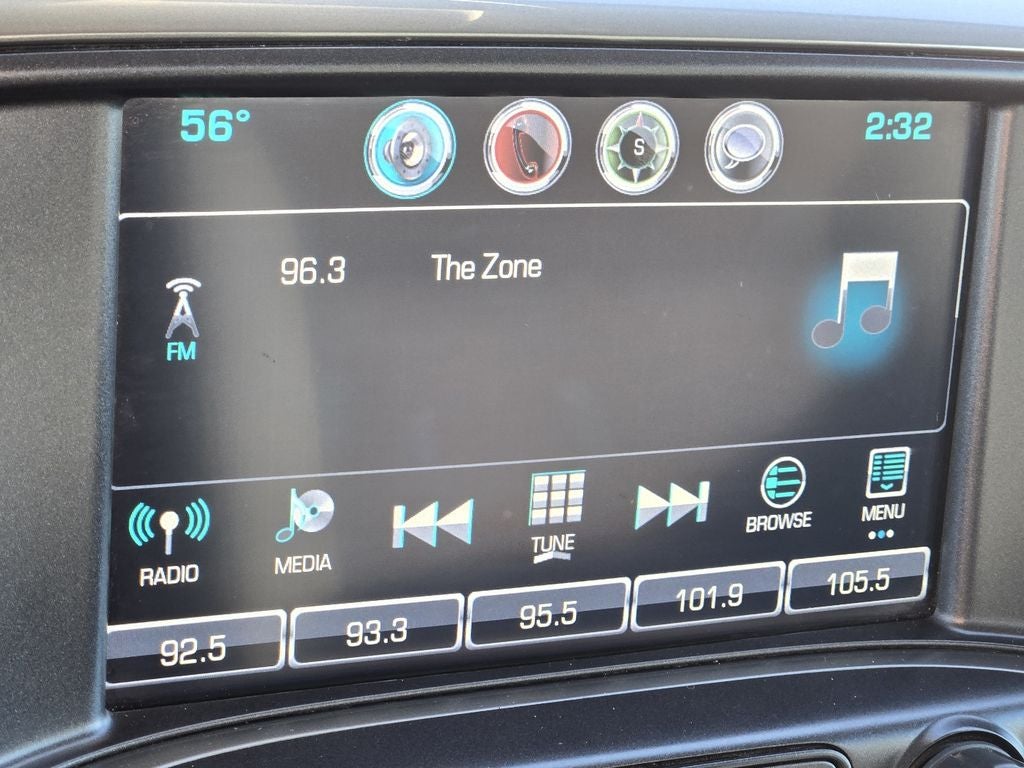 56°
S
2:32
96.3
The Zone
FM
RADIO
MEDIA
TUNE
BROWSE
MENU
92.5
93.3
95.5
101.9
105.5